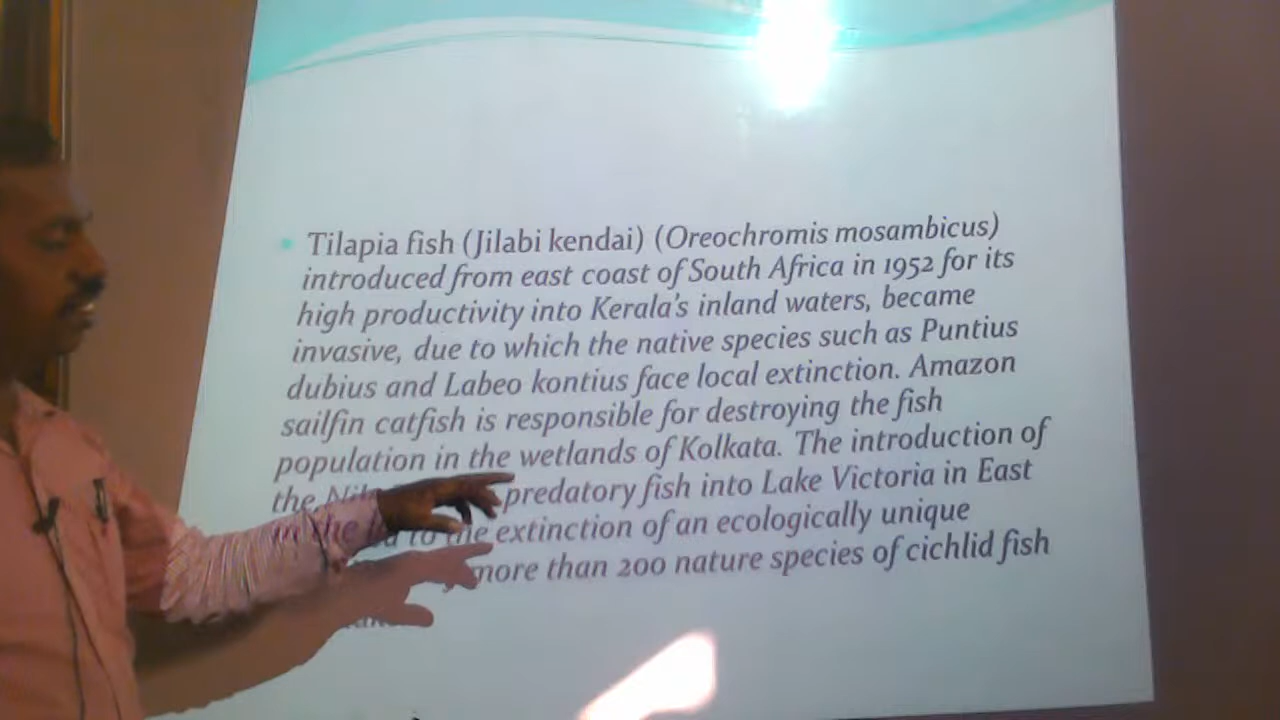 Tilapia fish (Jilabi kendai) (Oreochromis mosambicus)
introduced from east coast of South Africa in 1952 for its
high productivity into Kerala's inland waters, became
invasive, due to which the native species such as Puntius
dubius and Labeo kontius face local extinction. Amazon
sailfin catfish is responsible for destroying the fish
population in the wetlands of Kolkata. The introduction of
the predatory fish into Lake Victoria in East
to the extinction of an ecologically unique
more than 200 nature species of cichlid fish